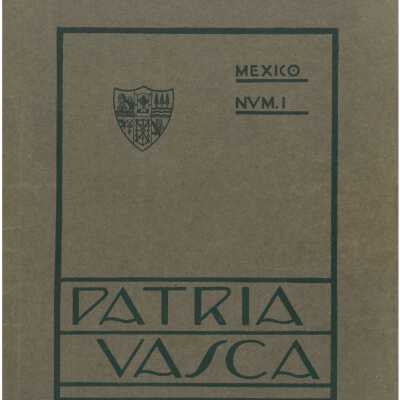 MEXICO
NVM. I
PATRIA
VASCA